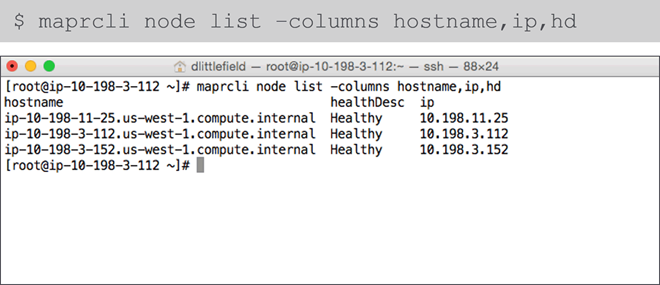 $ maprcli node list –columns hostname,ip,hd
dlittlefield — root@ip-10-198-3-112:~ — ssh — 88×24
[root@ip-10-198-3-112 ~]# maprcli node list –columns hostname,ip,hd
hostname healthDesc ip
ip-10-198-11-25.us-west-1.compute.internal Healthy 10.198.11.25
ip-10-198-3-112.us-west-1.compute.internal Healthy 10.198.3.112
ip-10-198-3-152.us-west-1.compute.internal Healthy 10.198.3.152
[root@ip-10-198-3-112 ~]#